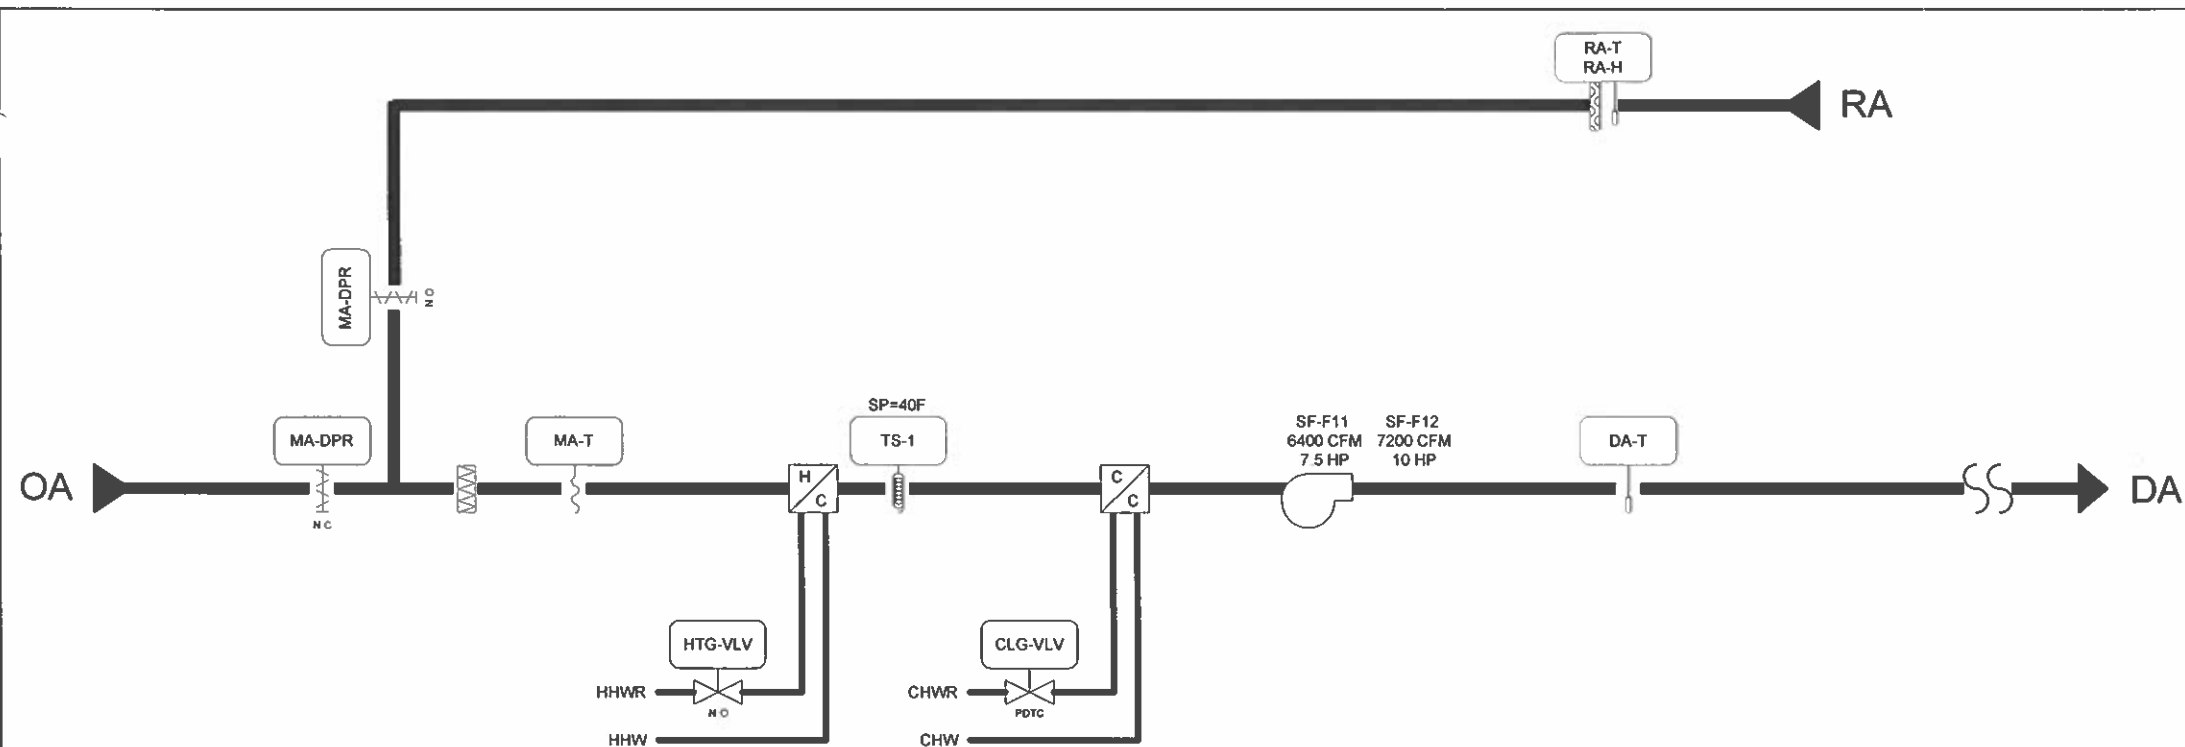 RA-T
RA-H
RA
MA-DPR
N O
SP=40F
MA-DPR
MA-T
TS-1
SF-F11
6400 CFM
7.5 HP
SF-F12
7200 CFM
10 HP
DA-T
OA
N C
H
C
C
C
DA
HTG-VLV
CLG-VLV
HHWR
N O
CHWR
PDTC
HHW
CHW